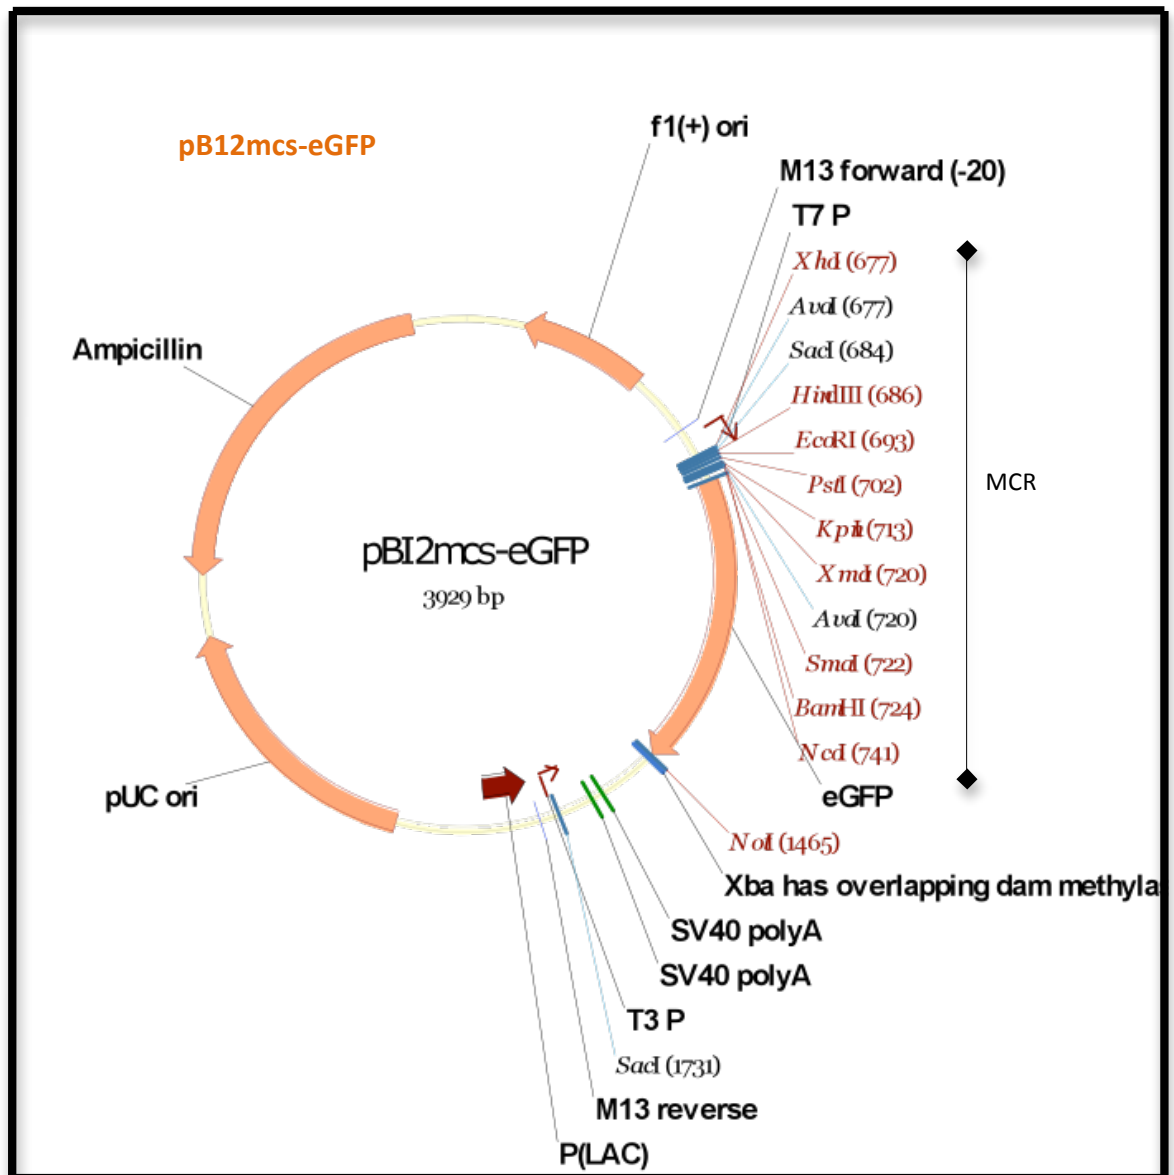 pB12mcs-eGFP
f1(+) ori
M13 forward (-20)
T7 P
XhoI (677)
AvaI (677)
SacI (684)
HindIII (686)
EcoRI (693)
PstI (702)
KpnI (713)
XmaI (720)
AvaI (720)
SmaI (722)
BamHI (724)
NcoI (741)
MCR
eGFP
NotI (1465)
Xba has overlapping dam methyla
SV40 polyA
SV40 polyA
T3 P
SacI (1731)
M13 reverse
P(LAC)
pUC ori
Ampicillin
pBI2mcs-eGFP
3929 bp